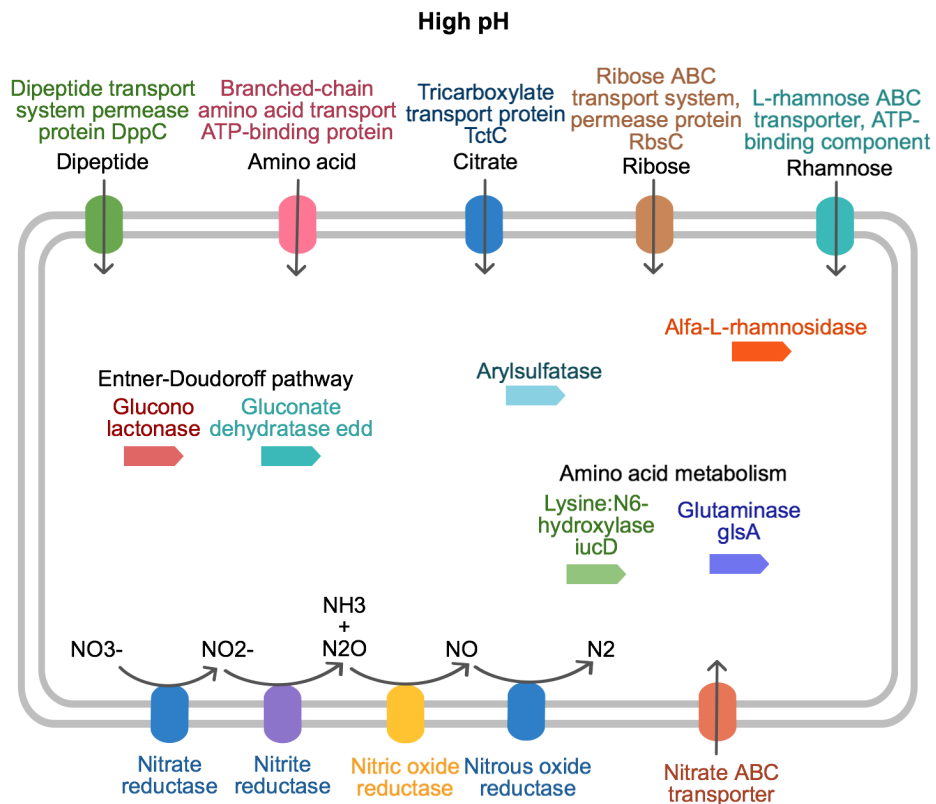 High pH
Dipeptide transport
system permease
protein DppC
Dipeptide
Branched-chain
amino acid transport
ATP-binding protein
Amino acid
Tricarboxylate
transport protein
TctC
Citrate
Ribose ABC
transport system,
permease protein
RbsC
Ribose
L-rhamnose ABC
transporter, ATP-
binding component
Rhamnose
Alfa-L-rhamnosidase
Arylsulfatase
Entner-Doudoroff pathway
Glucono
lactonase
Gluconate
dehydratase edd
Amino acid metabolism
Lysine:N6-
hydroxylase
iucD
Glutaminase
glsA
NO3-
NO2-
NH3
+
N2O
NO
N2
Nitrate
reductase
Nitrite
reductase
Nitric oxide
reductase
Nitrous oxide
reductase
Nitrate ABC
transporter